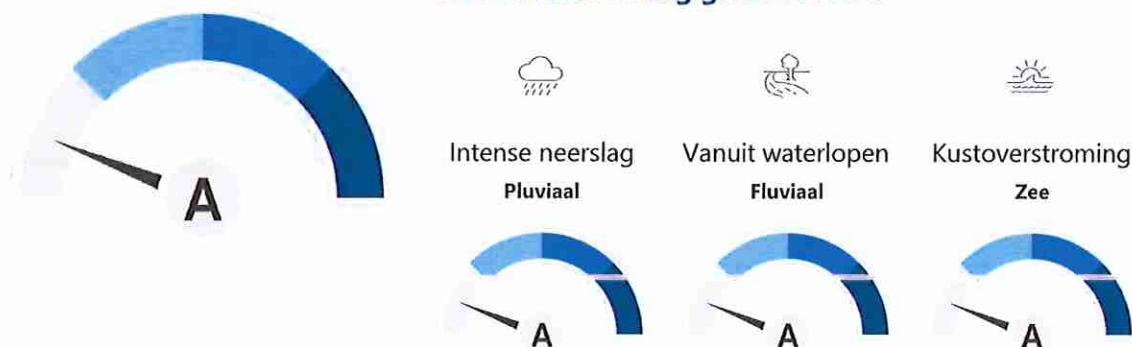 A
Intense neerslag
Pluviaal
A
Vanuit waterlopen
Fluviaal
A
Kustoverstroming
Zee
A